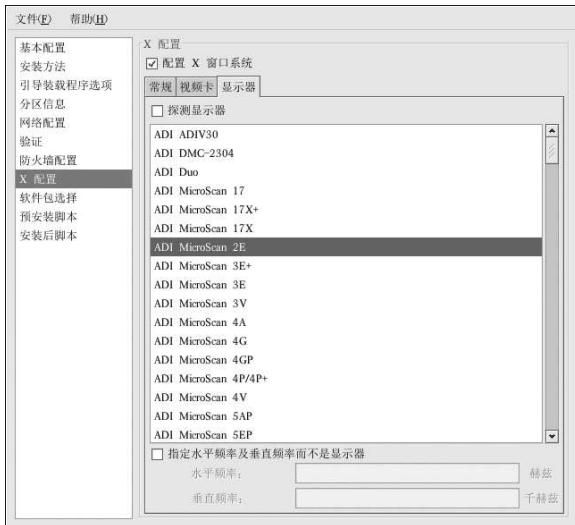 文件(F) 帮助(H)
基本配置
安装方法
引导装载程序选项
分区信息
网络配置
验证
防火墙配置
X 配置
软件包选择
预安装脚本
安装后脚本
X 配置
配置 X 窗口系统
常规 视频卡 显示器
探测显示器
ADI ADIV30
ADI DMC-2304
ADI Duo
ADI MicroScan 17
ADI MicroScan 17X+
ADI MicroScan 17X
ADI MicroScan 2E
ADI MicroScan 3E+
ADI MicroScan 3E
ADI MicroScan 3V
ADI MicroScan 4A
ADI MicroScan 4G
ADI MicroScan 4GP
ADI MicroScan 4P/4P+
ADI MicroScan 4V
ADI MicroScan 5AP
ADI MicroScan 5EP
指定水平频率及垂直频率而不是显示器
水平频率: 赫兹
垂直频率: 千赫兹